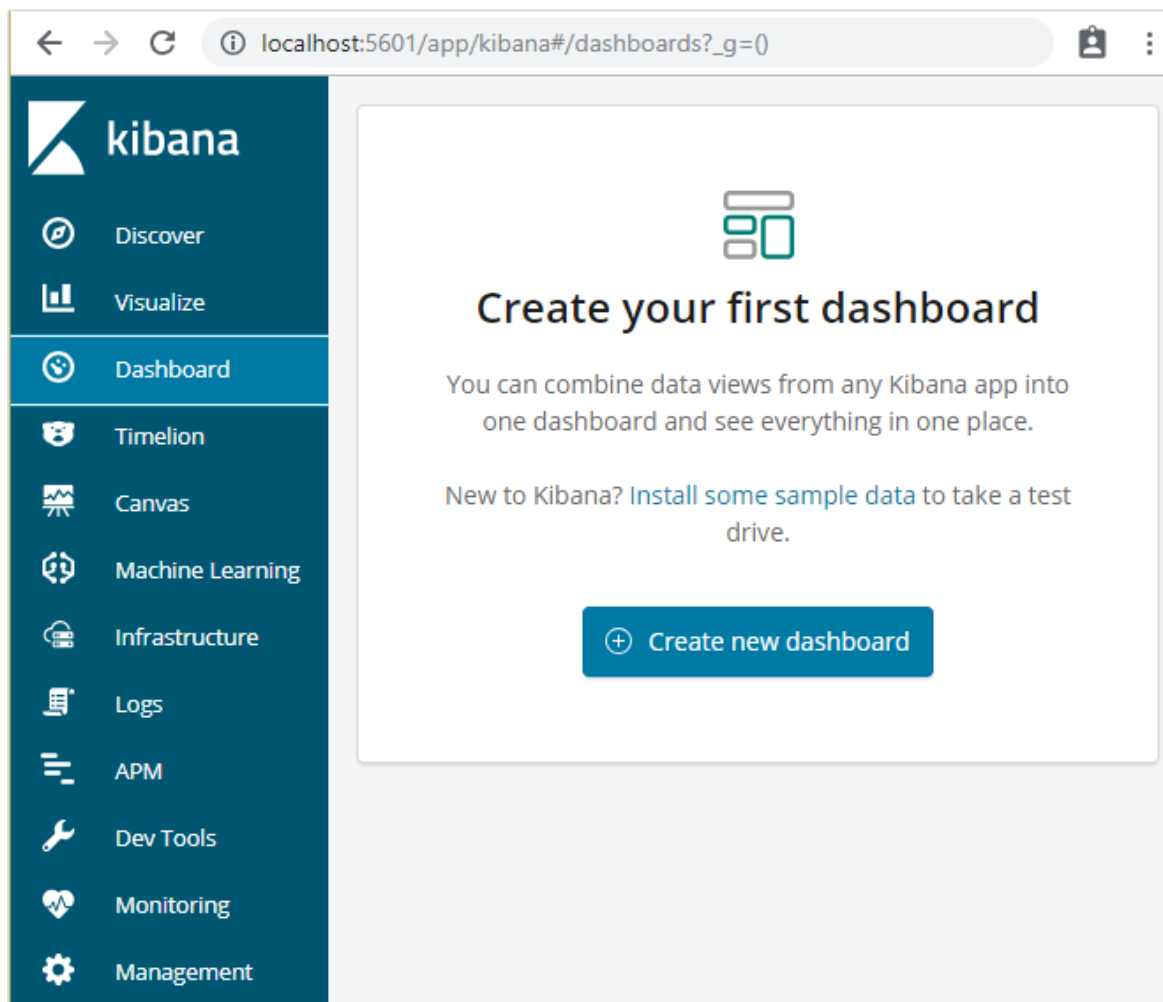 localhost:5601/app/kibana#/dashboards?_g=()
kibana
Discover
Visualize
Dashboard
Timelion
Canvas
Machine Learning
Infrastructure
Logs
APM
Dev Tools
Monitoring
Management
Create your first dashboard
You can combine data views from any Kibana app into
one dashboard and see everything in one place.
New to Kibana? Install some sample data to take a test
drive.
Create new dashboard